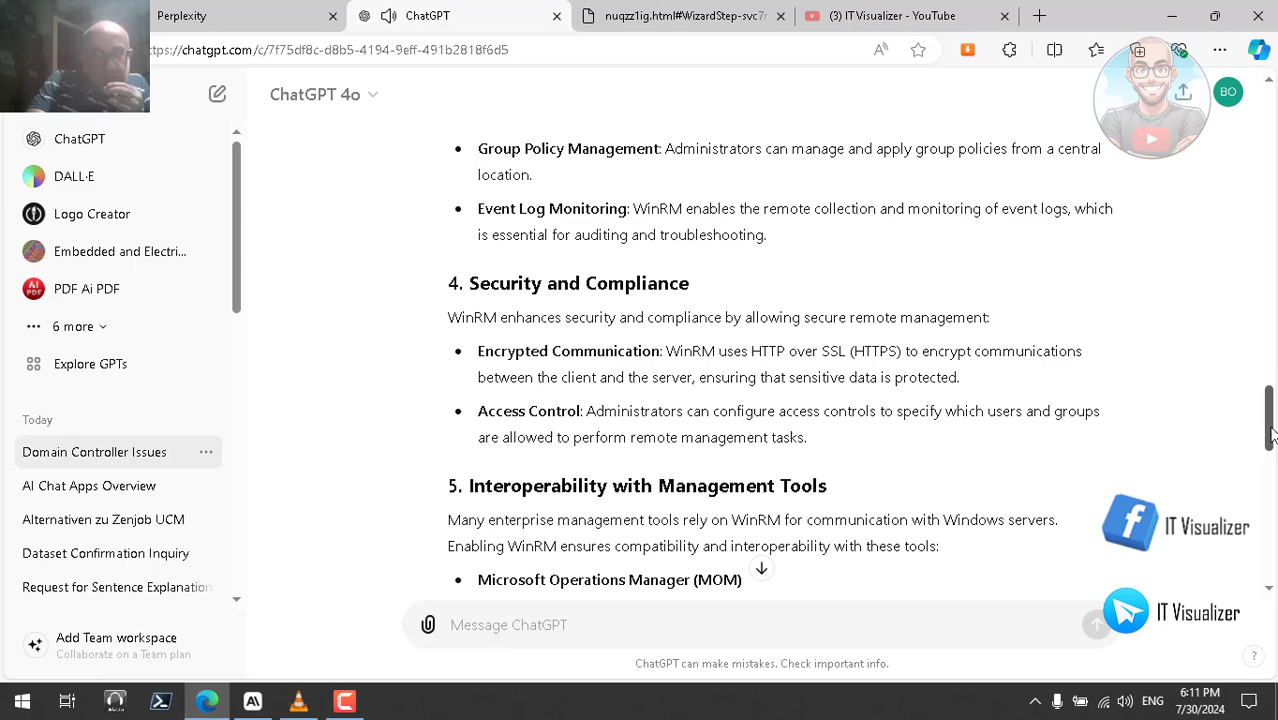 Perplexity
ChatGPT
nuqzz1ig.html#WizardStep-svc7
(3) IT Visualizer - YouTube
ttps://chatgpt.com/c/7f75df8c-d8b5-4194-9eff-491b2818f6d5
ChatGPT 4o
BO
ChatGPT
DALL·E
Logo Creator
Embedded and Electri...
PDF Ai PDF
6 more
Explore GPTs
Today
Domain Controller Issues
AI Chat Apps Overview
Alternativen zu Zenjob UCM
Dataset Confirmation Inquiry
Request for Sentence Explanation
Add Team workspace
Collaborate on a Team plan
• Group Policy Management: Administrators can manage and apply group policies from a central
location.
• Event Log Monitoring: WinRM enables the remote collection and monitoring of event logs, which
is essential for auditing and troubleshooting.
4. Security and Compliance
WinRM enhances security and compliance by allowing secure remote management:
• Encrypted Communication: WinRM uses HTTP over SSL (HTTPS) to encrypt communications
between the client and the server, ensuring that sensitive data is protected.
• Access Control: Administrators can configure access controls to specify which users and groups
are allowed to perform remote management tasks.
5. Interoperability with Management Tools
Many enterprise management tools rely on WinRM for communication with Windows servers.
Enabling WinRM ensures compatibility and interoperability with these tools:
• Microsoft Operations Manager (MOM)
Message ChatGPT
ChatGPT can make mistakes. Check important info.
?
IT Visualizer
IT Visualizer
ENG
6:11 PM
7/30/2024